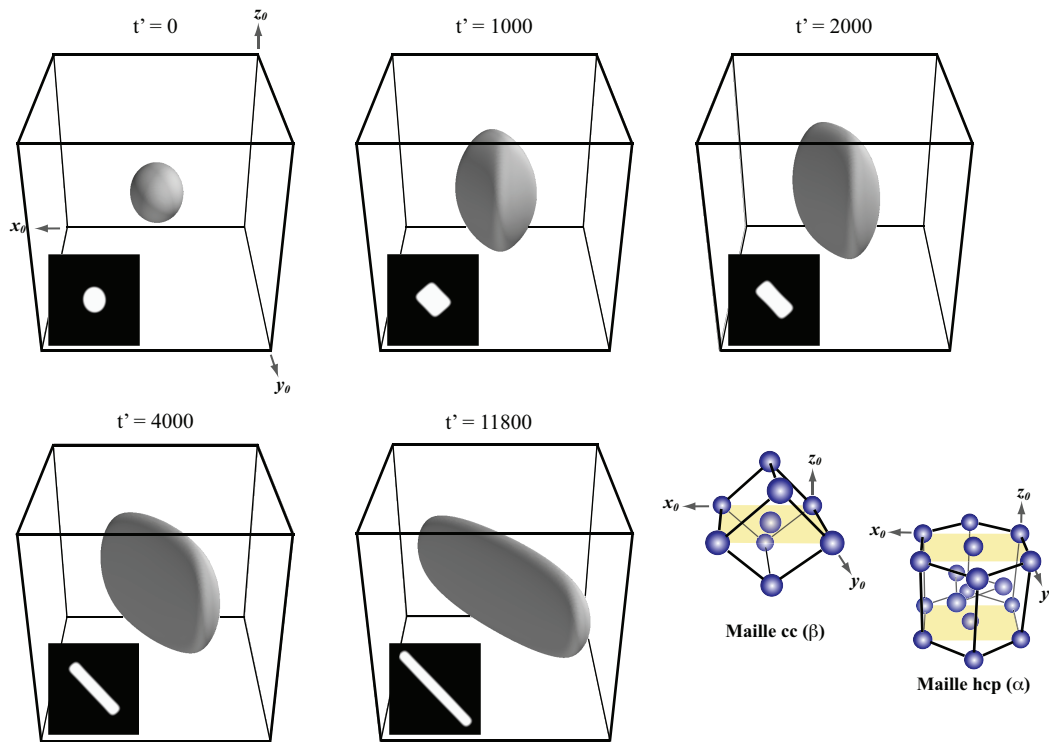 t’ = 0
z₀
x₀
y₀
t’ = 1000
t’ = 2000
t’ = 4000
t’ = 11800
z₀
x₀
y₀
Maille cc (β)
z₀
x₀
y
Maille hcp (α)